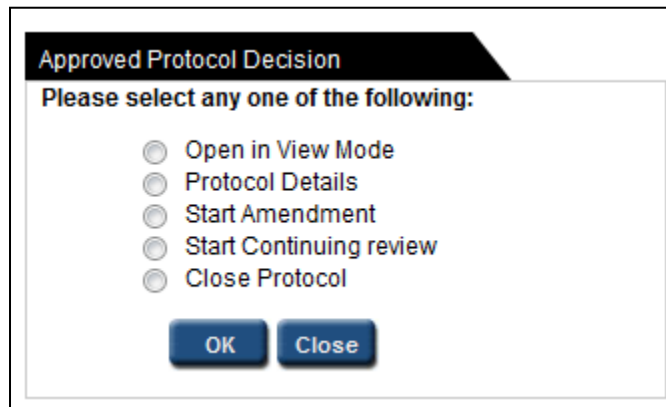 Approved Protocol Decision
Please select any one of the following:
Open in View Mode
Protocol Details
Start Amendment
Start Continuing review
Close Protocol
OK Close